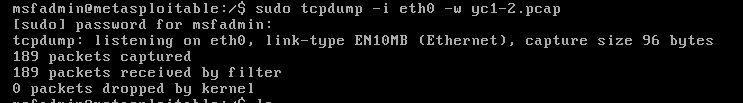 msfadmin@metasploitable:/$ sudo tcpdump -i eth0 -w yc1-2.pcap
[sudo] password for msfadmin:
tcpdump: listening on eth0, link-type EN10MB (Ethernet), capture size 96 bytes
189 packets captured
189 packets received by filter
0 packets dropped by kernel